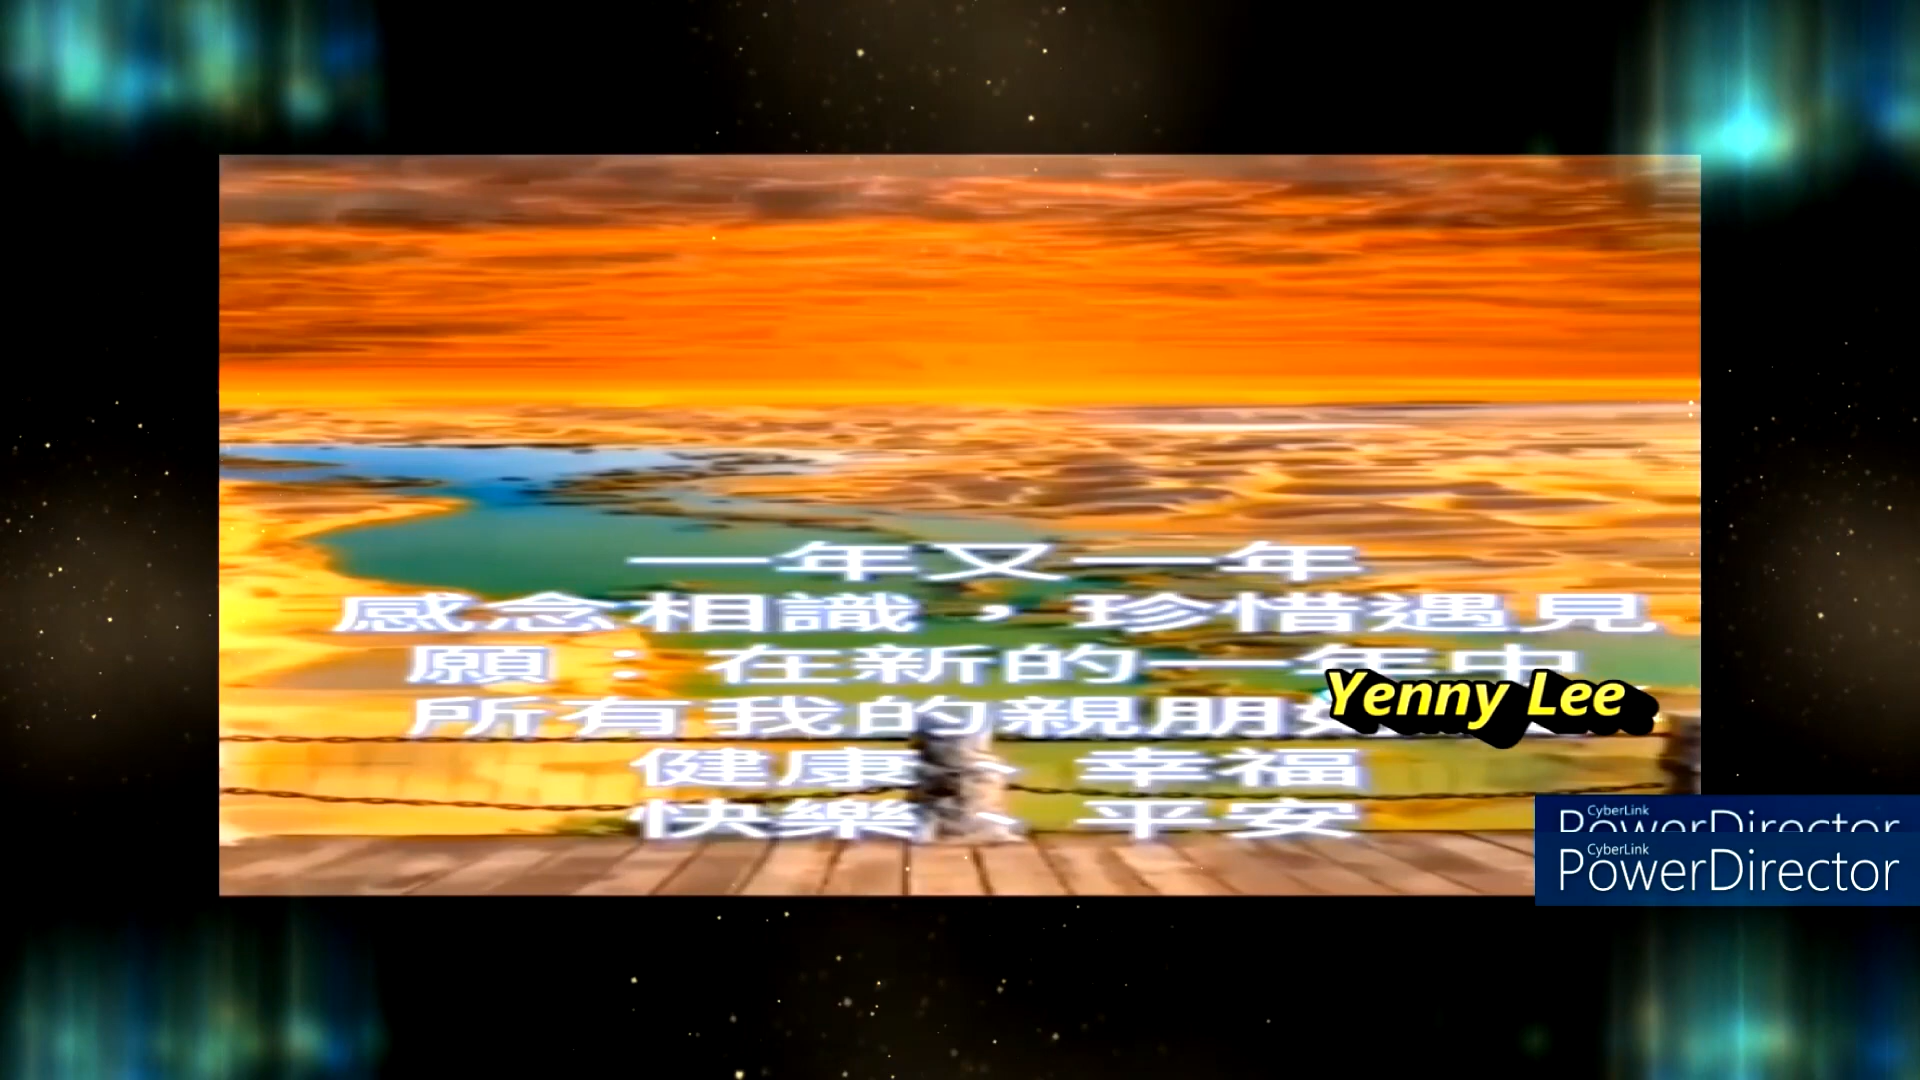 一年又一年
感念相識，珍惜遇見
願：在新的一年中
所有我的親朋
Yenny Lee
健康、幸福
快樂、平安
CyberLink
PowerDirector
CyberLink
PowerDirector